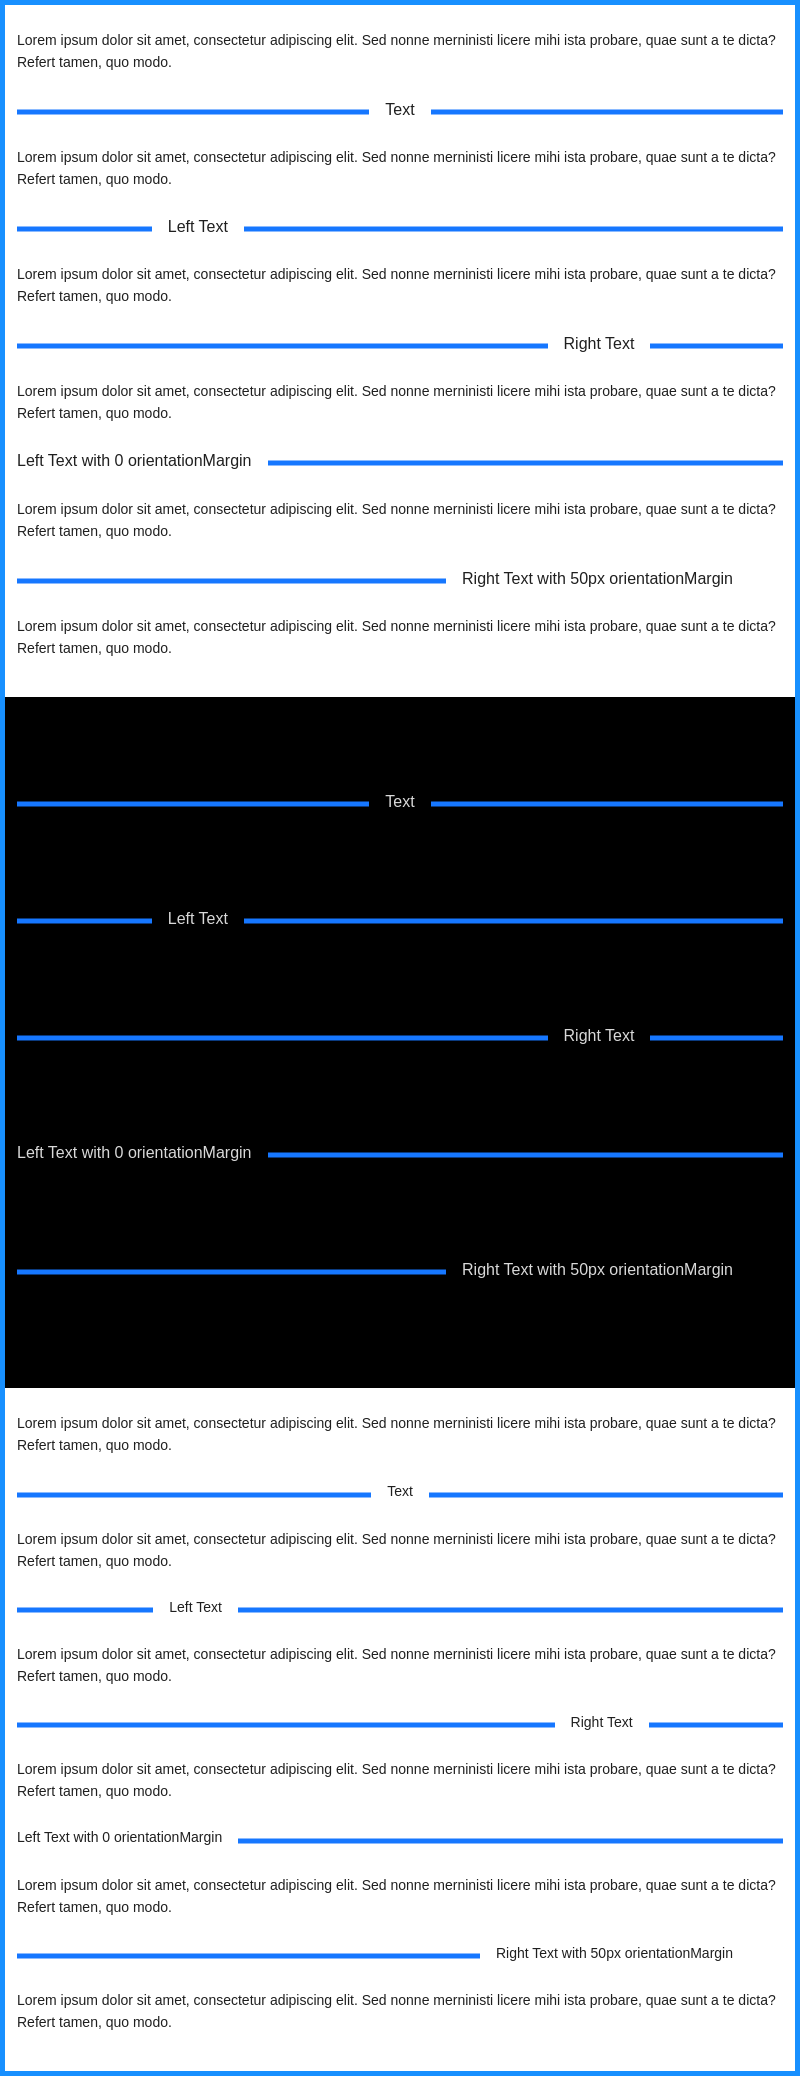 Lorem ipsum dolor sit amet, consectetur adipiscing elit. Sed nonne merninisti licere mihi ista probare, quae sunt a te dicta?
Refert tamen, quo modo.
Text
Lorem ipsum dolor sit amet, consectetur adipiscing elit. Sed nonne merninisti licere mihi ista probare, quae sunt a te dicta?
Refert tamen, quo modo.
Left Text
Lorem ipsum dolor sit amet, consectetur adipiscing elit. Sed nonne merninisti licere mihi ista probare, quae sunt a te dicta?
Refert tamen, quo modo.
Right Text
Lorem ipsum dolor sit amet, consectetur adipiscing elit. Sed nonne merninisti licere mihi ista probare, quae sunt a te dicta?
Refert tamen, quo modo.
Left Text with 0 orientationMargin
Lorem ipsum dolor sit amet, consectetur adipiscing elit. Sed nonne merninisti licere mihi ista probare, quae sunt a te dicta?
Refert tamen, quo modo.
Right Text with 50px orientationMargin
Lorem ipsum dolor sit amet, consectetur adipiscing elit. Sed nonne merninisti licere mihi ista probare, quae sunt a te dicta?
Refert tamen, quo modo.
Text
Left Text
Right Text
Left Text with 0 orientationMargin
Right Text with 50px orientationMargin
Lorem ipsum dolor sit amet, consectetur adipiscing elit. Sed nonne merninisti licere mihi ista probare, quae sunt a te dicta?
Refert tamen, quo modo.
Text
Lorem ipsum dolor sit amet, consectetur adipiscing elit. Sed nonne merninisti licere mihi ista probare, quae sunt a te dicta?
Refert tamen, quo modo.
Left Text
Lorem ipsum dolor sit amet, consectetur adipiscing elit. Sed nonne merninisti licere mihi ista probare, quae sunt a te dicta?
Refert tamen, quo modo.
Right Text
Lorem ipsum dolor sit amet, consectetur adipiscing elit. Sed nonne merninisti licere mihi ista probare, quae sunt a te dicta?
Refert tamen, quo modo.
Left Text with 0 orientationMargin
Lorem ipsum dolor sit amet, consectetur adipiscing elit. Sed nonne merninisti licere mihi ista probare, quae sunt a te dicta?
Refert tamen, quo modo.
Right Text with 50px orientationMargin
Lorem ipsum dolor sit amet, consectetur adipiscing elit. Sed nonne merninisti licere mihi ista probare, quae sunt a te dicta?
Refert tamen, quo modo.